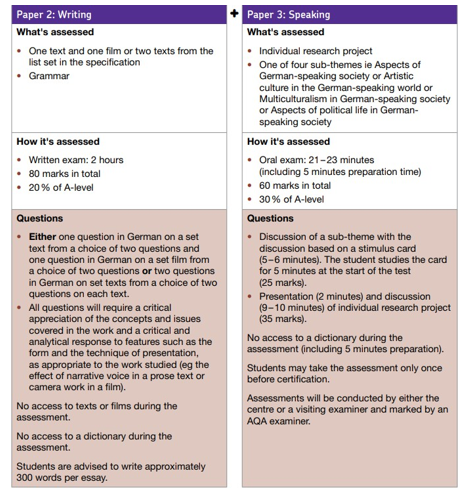 Paper 2: Writing
What's assessed
• One text and one film or two texts from the
list set in the specification
• Grammar
How it's assessed
• Written exam: 2 hours
• 80 marks in total
• 20 % of A-level
Questions
• Either one question in German on a set
text from a choice of two questions and
one question in German on a set film from
a choice of two questions or two questions
in German on set texts from a choice of two
questions on each text.
• All questions will require a critical
appreciation of the concepts and issues
covered in the work and a critical and
analytical response to features such as the
form and the technique of presentation,
as appropriate to the work studied (eg the
effect of narrative voice in a prose text or
camera work in a film).
No access to texts or films during the
assessment.
No access to a dictionary during the
assessment.
Students are advised to write approximately
300 words per essay.
+
Paper 3: Speaking
What's assessed
• Individual research project
• One of four sub-themes ie Aspects of
German-speaking society or Artistic
culture in the German-speaking world or
Multiculturalism in German-speaking society
or Aspects of political life in German-
speaking society
How it's assessed
• Oral exam: 21–23 minutes
(including 5 minutes preparation time)
• 60 marks in total
• 30 % of A-level
Questions
• Discussion of a sub-theme with the
discussion based on a stimulus card
(5–6 minutes). The student studies the card
for 5 minutes at the start of the test
(25 marks).
• Presentation (2 minutes) and discussion
(9–10 minutes) of individual research project
(35 marks).
No access to a dictionary during the
assessment (including 5 minutes preparation).
Students may take the assessment only once
before certification.
Assessments will be conducted by either the
centre or a visiting examiner and marked by an
AQA examiner.